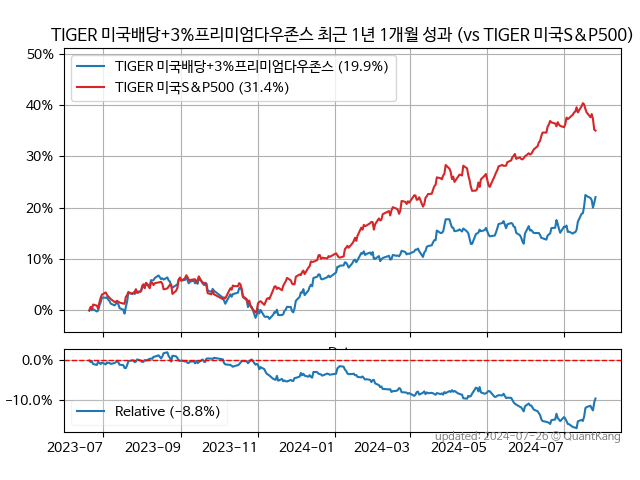 TIGER 미국배당+3%프리미엄다우존스 최근 1년 1개월 성과 (vs TIGER 미국S&P500)
50%
TIGER 미국배당+3%프리미엄다우존스 (19.9%)
TIGER 미국S&P500 (31.4%)
40%
30%
20%
10%
0%
0.0%
−10.0%
Relative (−8.8%)
updated: 2024-07-26 © QuantKang
2023-07 2023-09 2023-11 2024-01 2024-03 2024-05 2024-07